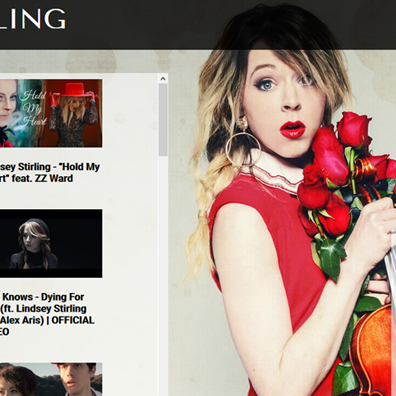 LING
Hold
My
Heart
sey Stirling - "Hold My
rt" feat. ZZ Ward
Knows - Dying For
(ft. Lindsey Stirling
Alex Aris) | OFFICIAL
EO